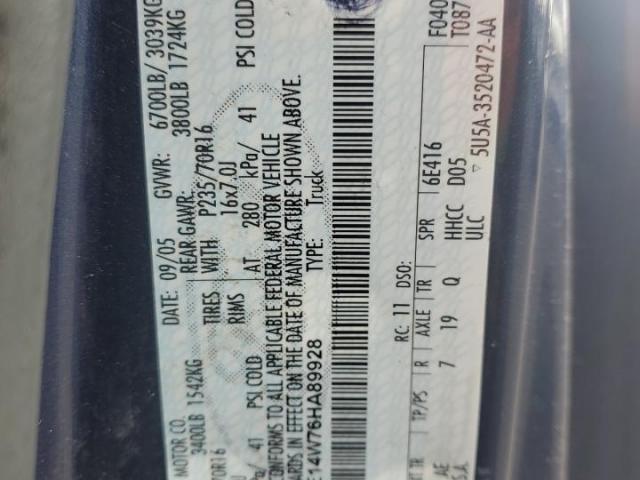 MOTOR CO. DATE: 09/05 GVWR: 6700LB/ 3039KG
3400LB 1542KG REAR GAWR: 3800LB 1724KG
70R16 TIRES WITH P235/70R16
RIMS 16x7.0J
/ 41 PSI COLD AT 280 kPa/ 41 PSI COLD
CONFORMS TO ALL APPLICABLE FEDERAL MOTOR VEHICLE
ARDS IN EFFECT ON THE DATE OF MANUFACTURE SHOWN ABOVE.
E14W76HA89928 TYPE: Truck
F040
T087
RC: 11 DSO:
TP/PS R AXLE TR SPR 6E416
7 19 Q HHCC D05
ULC
5U5A-3520472-AA